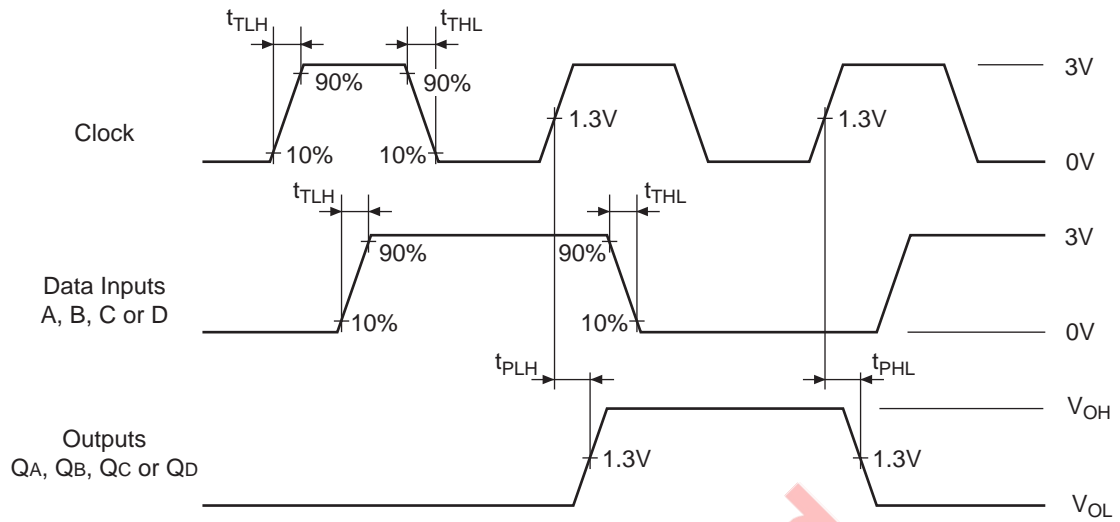 tTLH tTHL
90% 90% 3V
Clock 1.3V 1.3V
10% 10% 0V
tTLH tTHL
90% 90% 3V
Data Inputs
A, B, C or D
10% 10% 0V
tPLH tPHL
VOH
Outputs
QA, QB, QC or QD 1.3V 1.3V
VOL